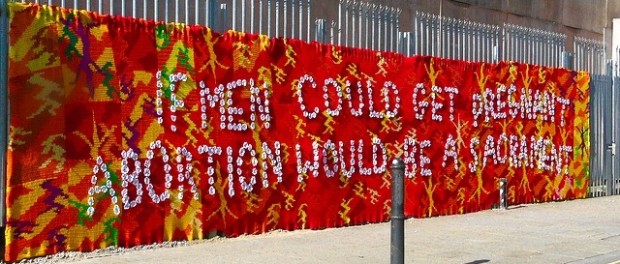 IF MEN COULD GET PREGNANT
ABORTION WOULD BE A SACRAMENT